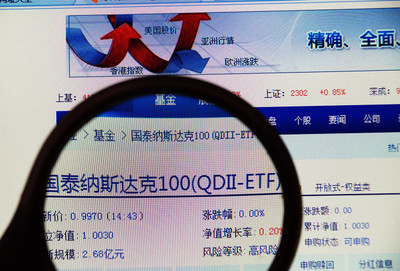 美国股价
亚洲行情
精确、全面、
欧洲涨跌
香港指数
上基:
上证: 2302 +0.85%
深成:
基金
盘 个股 要闻 公司
> 基金 > 国泰纳斯达克100(QDII-ETF
热门
国泰纳斯达克100(QDII-ETF)
开放式-权益类
新价: 0.9970 (14:43)
涨跌幅: 0.00%
涨跌额: 0.00
位净值: 1.0030
净值增长率: 0.20
累计净值: 1.0030
新规模: 2.68亿元
风险等级: 高风险
申购状态: 可申购
申购赎回
分红信息